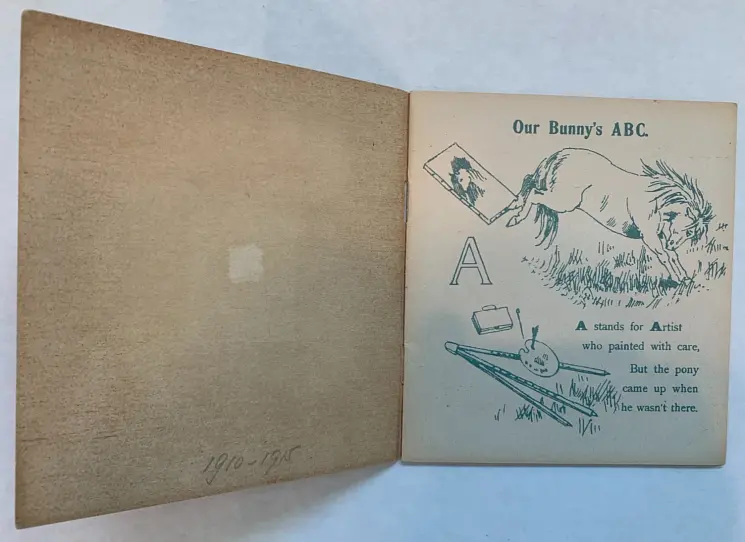 1910-1915
Our Bunny's ABC.
A
A stands for Artist
who painted with care,
But the pony
came up when
he wasn't there.